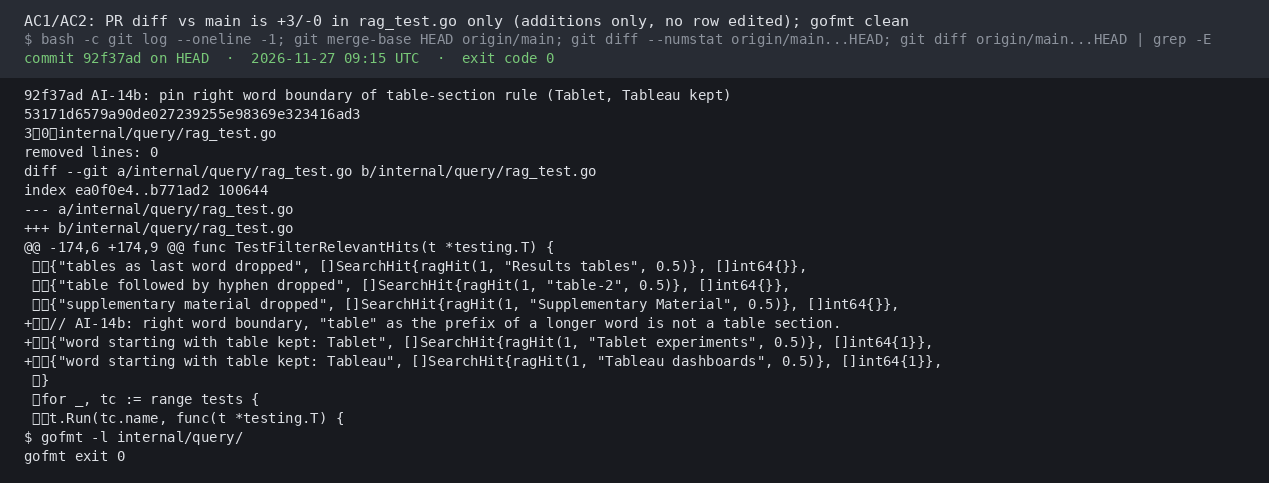 AC1/AC2: PR diff vs main is +3/-0 in rag_test.go only (additions only, no row edited); gofmt clean
$ bash -c git log --oneline -1; git merge-base HEAD origin/main; git diff --numstat origin/main...HEAD; git diff origin/main...HEAD | grep -E
commit 92f37ad on HEAD · 2026-11-27 09:15 UTC · exit code 0
92f37ad AI-14b: pin right word boundary of table-section rule (Tablet, Tableau kept)
53171d6579a90de027239255e98369e323416ad3
3□0□internal/query/rag_test.go
removed lines: 0
diff --git a/internal/query/rag_test.go b/internal/query/rag_test.go
index ea0f0e4..b771ad2 100644
--- a/internal/query/rag_test.go
+++ b/internal/query/rag_test.go
@@ -174,6 +174,9 @@ func TestFilterRelevantHits(t *testing.T) {
 □□{"tables as last word dropped", []SearchHit{ragHit(1, "Results tables", 0.5)}, []int64{}},
 □□{"table followed by hyphen dropped", []SearchHit{ragHit(1, "table-2", 0.5)}, []int64{}},
 □□{"supplementary material dropped", []SearchHit{ragHit(1, "Supplementary Material", 0.5)}, []int64{}},
+□□// AI-14b: right word boundary, "table" as the prefix of a longer word is not a table section.
+□□{"word starting with table kept: Tablet", []SearchHit{ragHit(1, "Tablet experiments", 0.5)}, []int64{1}},
+□□{"word starting with table kept: Tableau", []SearchHit{ragHit(1, "Tableau dashboards", 0.5)}, []int64{1}},
 □}
 □for _, tc := range tests {
 □□t.Run(tc.name, func(t *testing.T) {
$ gofmt -l internal/query/
gofmt exit 0